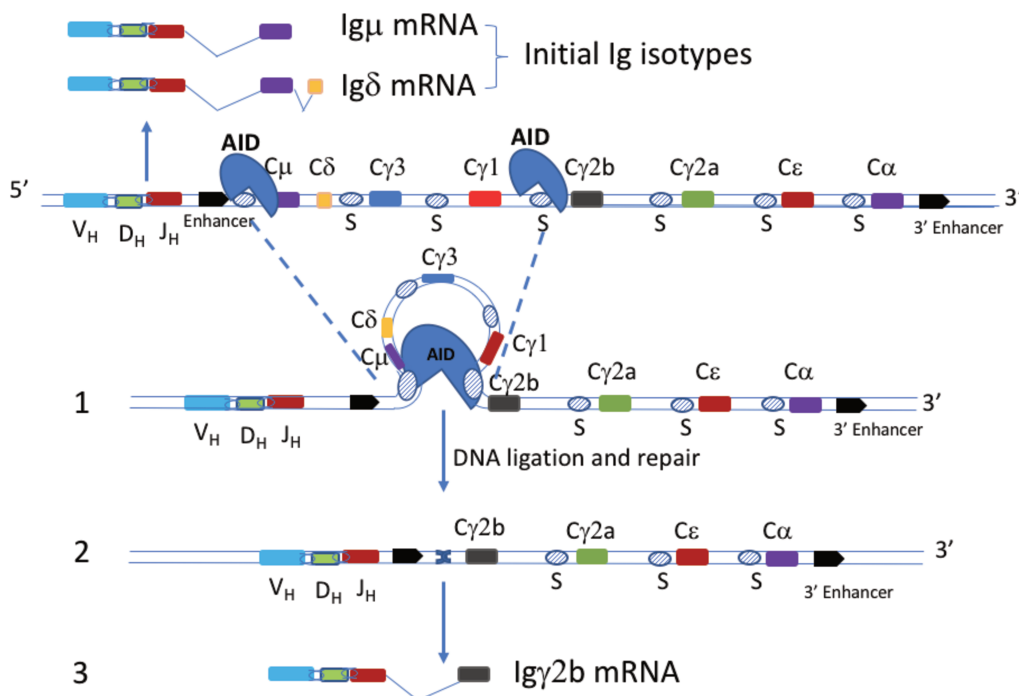 Igμ mRNA
Initial Ig isotypes
Igδ mRNA
AID
AID
Cμ Cδ Cγ3 Cγ1 Cγ2b Cγ2a Cε Cα
5’ 3’
Enhancer S S S S S S 3’ Enhancer
VH DH JH
Cγ3
Cδ
Cμ AID Cγ1
Cγ2b Cγ2a Cε Cα
1 3’
VH DH JH S S S 3’ Enhancer
DNA ligation and repair
Cγ2b Cγ2a Cε Cα
2 3’
VH DH JH S S S 3’ Enhancer
3 Igγ2b mRNA